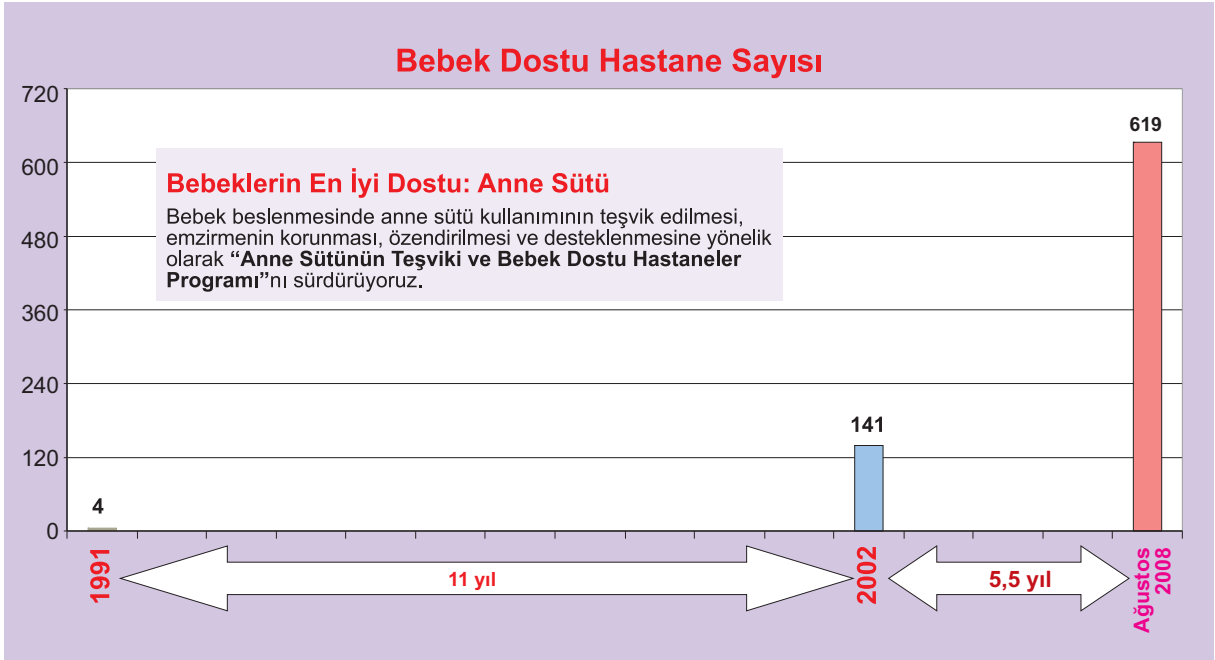 Bebek Dostu Hastane Sayısı
720
600
480
360
240
120
0
619
Bebeklerin En İyi Dostu: Anne Sütü
Bebek beslenmesinde anne sütü kullanımının teşvik edilmesi,
emzirmenin korunması, özendirilmesi ve desteklenmesine yönelik
olarak “Anne Sütünün Teşviki ve Bebek Dostu Hastaneler
Programı”nı sürdürüyoruz.
141
4
1991
11 yıl
2002
5,5 yıl
Ağustos
2008